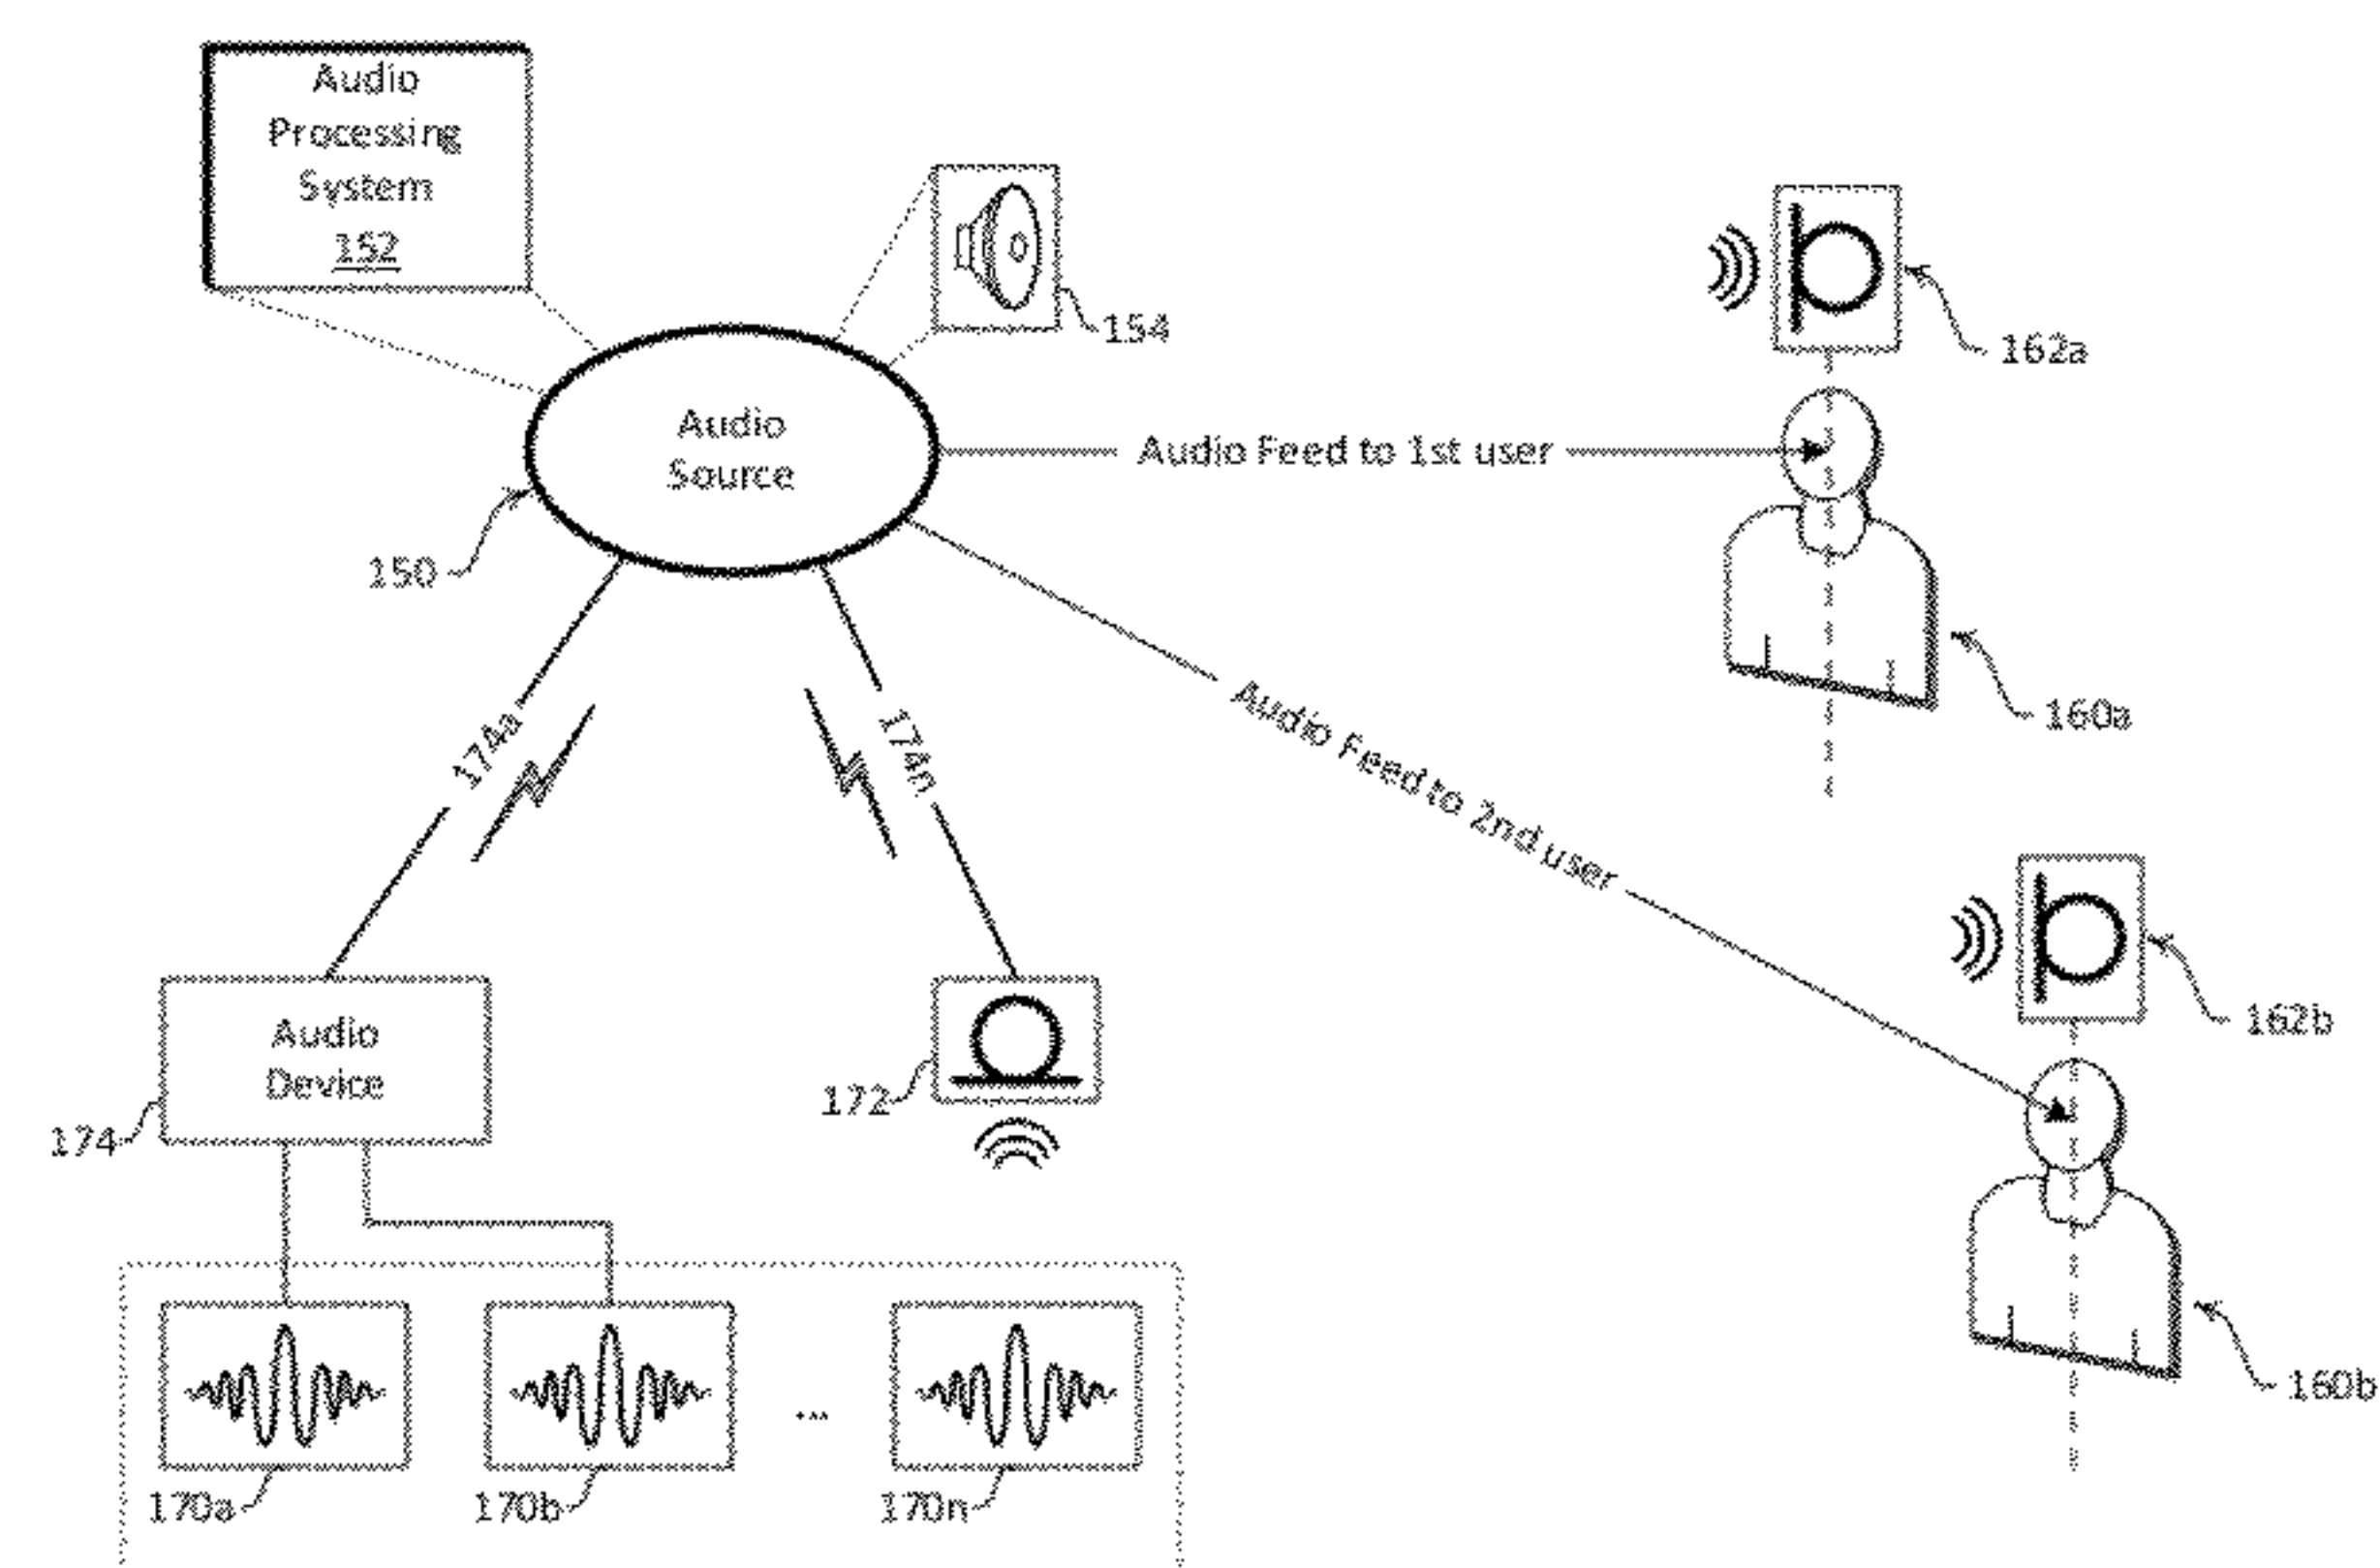 Audio
Processing
System
152
154
162a
Audio
Source
Audio Feed to 1st user
150
160a
174a
174n
Audio Feed to 2nd user
162b
Audio
Device
174
172
160b
...
170a
170b
170n